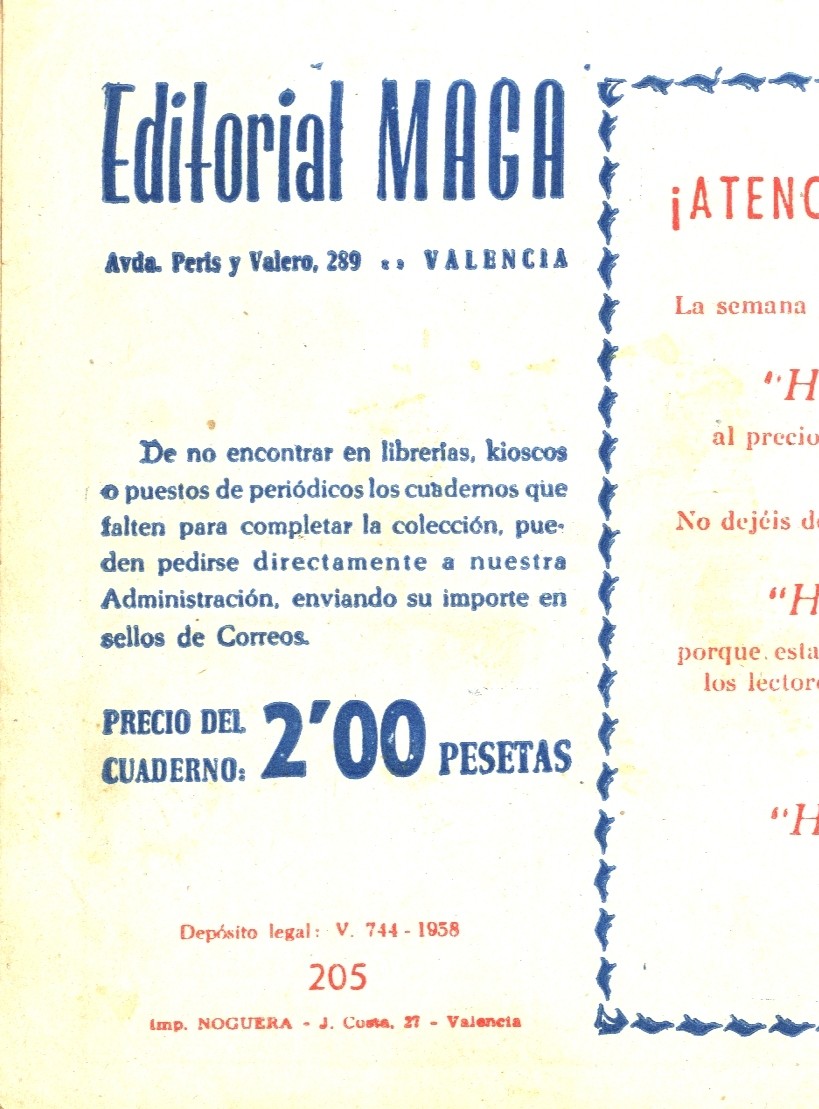 Editorial MAGA
Avda. Peris y Valero, 289 :: VALENCIA
De no encontrar en librerías, kioscos
o puestos de periódicos los cuadernos que
falten para completar la colección, pue-
den pedirse directamente a nuestra
Administración, enviando su importe en
sellos de Correos.
PRECIO DEL
CUADERNO: 2'00 PESETAS
Depósito legal: V. 744 - 1958
205
Imp. NOGUERA - J. Costa, 27 - Valencia
¡ATENC
La semana
"H
al precio
No dejéis d
"H
porque esta
los lector
"H